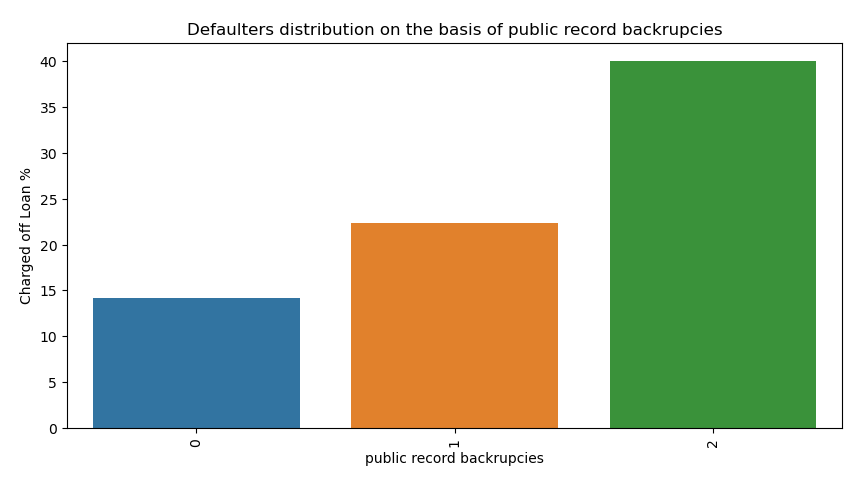 Defaulters distribution on the basis of public record backrupcies
Charged off Loan %
40
35
30
25
20
15
10
5
0
0 1 2
public record backrupcies